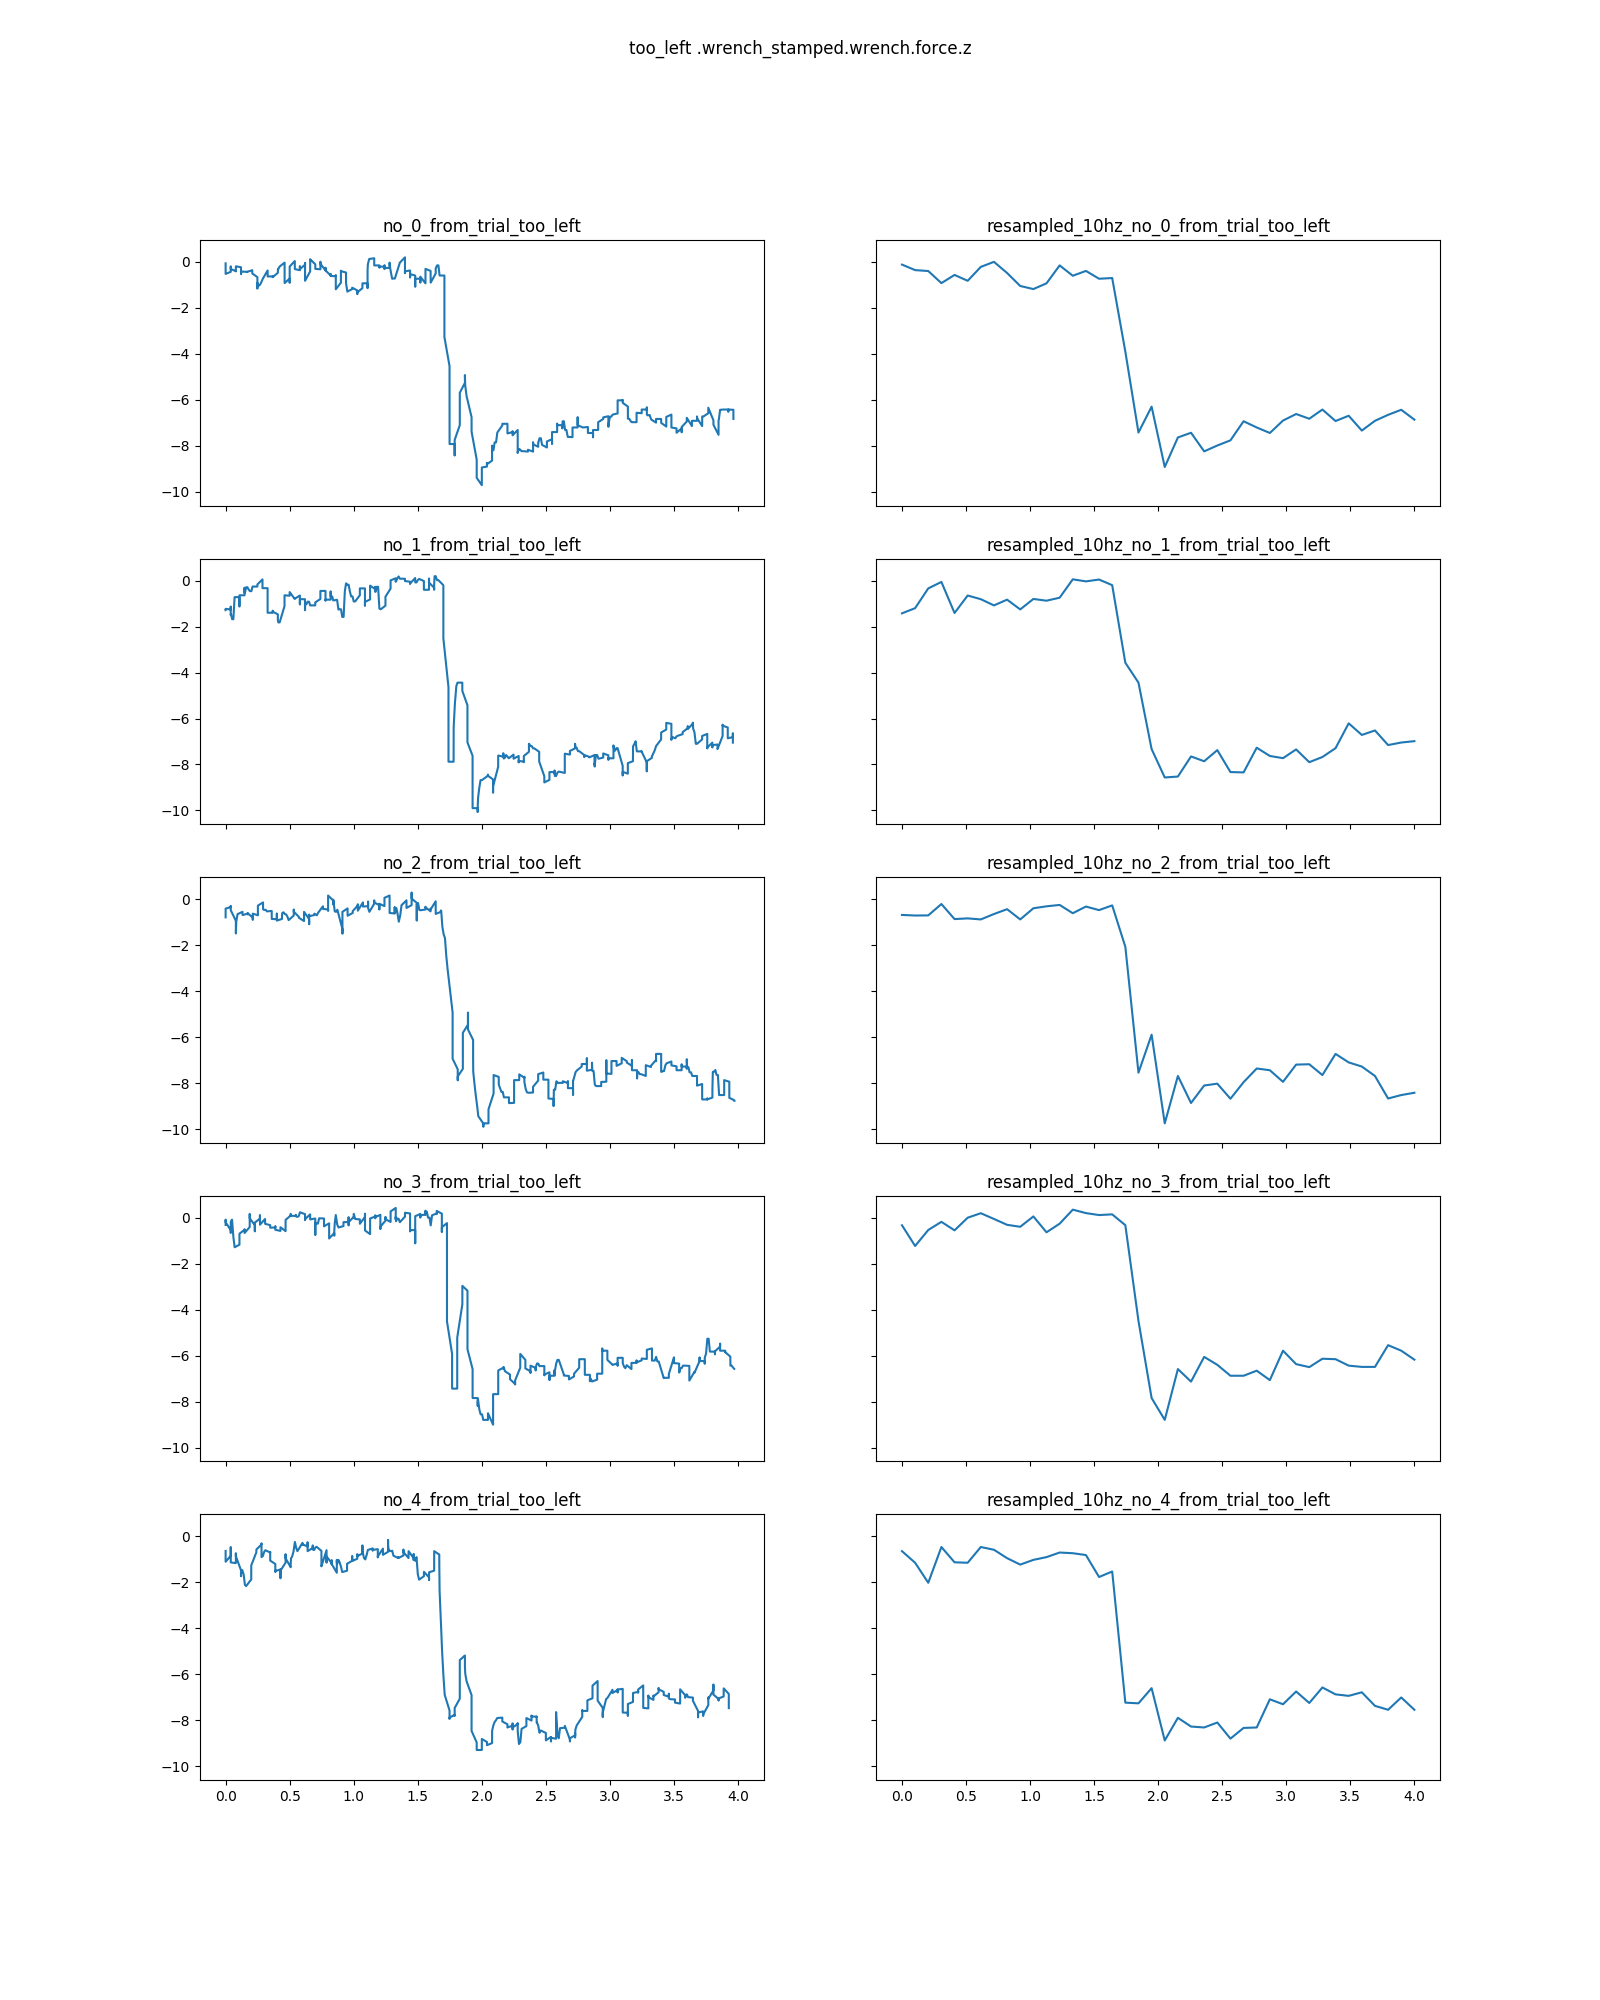 too_left .wrench_stamped.wrench.force.z
no_0_from_trial_too_left
0
−2
−4
−6
−8
−10
resampled_10hz_no_0_from_trial_too_left
no_1_from_trial_too_left
0
−2
−4
−6
−8
−10
resampled_10hz_no_1_from_trial_too_left
no_2_from_trial_too_left
0
−2
−4
−6
−8
−10
resampled_10hz_no_2_from_trial_too_left
no_3_from_trial_too_left
0
−2
−4
−6
−8
−10
resampled_10hz_no_3_from_trial_too_left
no_4_from_trial_too_left
0
−2
−4
−6
−8
−10
0.0 0.5 1.0 1.5 2.0 2.5 3.0 3.5 4.0
resampled_10hz_no_4_from_trial_too_left
0.0 0.5 1.0 1.5 2.0 2.5 3.0 3.5 4.0